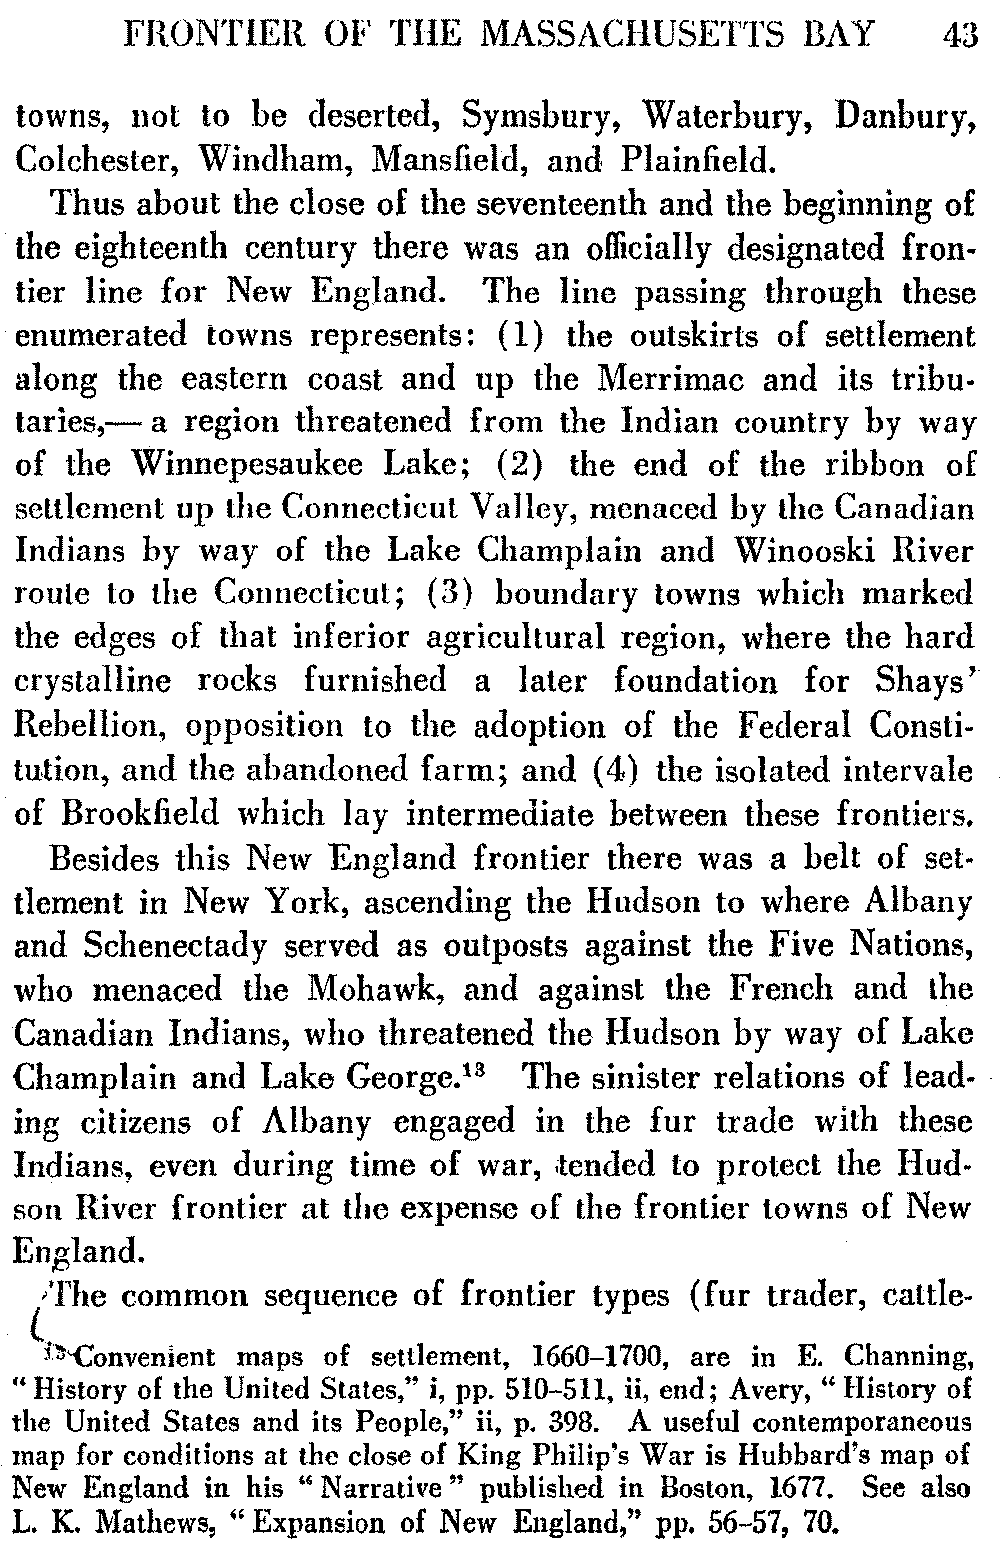 FRONTIER OF THE MASSACHUSETTS BAY 43
towns, not to be deserted, Symsbury, Waterbury, Danbury,
Colchester, Windham, Mansfield, and Plainfield.
Thus about the close of the seventeenth and the beginning of
the eighteenth century there was an officially designated fron-
tier line for New England. The line passing through these
enumerated towns represents: (1) the outskirts of settlement
along the eastern coast and up the Merrimac and its tribu-
taries,— a region threatened from the Indian country by way
of the Winnepesaukee Lake; (2) the end of the ribbon of
settlement up the Connecticut Valley, menaced by the Canadian
Indians by way of the Lake Champlain and Winooski River
route to the Connecticut; (3) boundary towns which marked
the edges of that inferior agricultural region, where the hard
crystalline rocks furnished a later foundation for Shays'
Rebellion, opposition to the adoption of the Federal Consti-
tution, and the abandoned farm; and (4) the isolated intervale
of Brookfield which lay intermediate between these frontiers.
Besides this New England frontier there was a belt of set-
tlement in New York, ascending the Hudson to where Albany
and Schenectady served as outposts against the Five Nations,
who menaced the Mohawk, and against the French and the
Canadian Indians, who threatened the Hudson by way of Lake
Champlain and Lake George.¹³ The sinister relations of lead-
ing citizens of Albany engaged in the fur trade with these
Indians, even during time of war, tended to protect the Hud-
son River frontier at the expense of the frontier towns of New
England.
The common sequence of frontier types (fur trader, cattle-
¹³ Convenient maps of settlement, 1660–1700, are in E. Channing,
"History of the United States," i, pp. 510–511, ii, end; Avery, "History of
the United States and its People," ii, p. 398. A useful contemporaneous
map for conditions at the close of King Philip's War is Hubbard's map of
New England in his "Narrative" published in Boston, 1677. See also
L. K. Mathews, "Expansion of New England," pp. 56–57, 70.